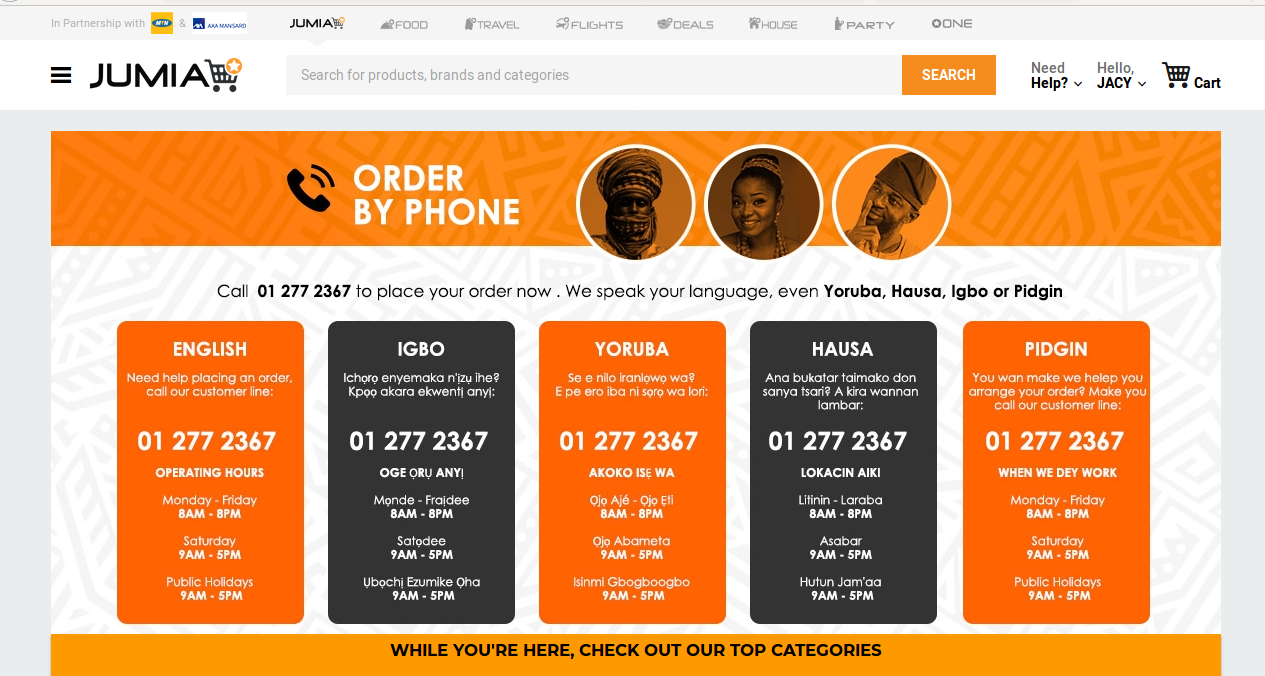 In Partnership with MTN & AXA MANSARD
JUMIA FOOD TRAVEL FLIGHTS DEALS HOUSE PARTY ONE
JUMIA
Search for products, brands and categories
SEARCH
Need
Help?
Hello,
JACY
Cart
ORDER
BY PHONE
Call 01 277 2367 to place your order now . We speak your language, even Yoruba, Hausa, Igbo or Pidgin
ENGLISH
Need help placing an order,
call our customer line:
01 277 2367
OPERATING HOURS
Monday - Friday
8AM - 8PM
Saturday
9AM - 5PM
Public Holidays
9AM - 5PM
IGBO
Ichọrọ enyemaka n'ịzụ ihe?
Kpọọ akara ekwentị anyị:
01 277 2367
OGE ỌRỤ ANYỊ
Mọnde - Fraịdee
8AM - 8PM
Satọdee
9AM - 5PM
Ụbọchị Ezumike Ọha
9AM - 5PM
YORUBA
Se e nilo iranlọwọ wa?
E pe ero iba ni sọrọ wa lori:
01 277 2367
AKOKO ISẸ WA
Ọjọ Ajé - Ọjọ Ẹti
8AM - 8PM
Ọjọ Abameta
9AM - 5PM
Isinmi Gbogboogbo
9AM - 5PM
HAUSA
Ana bukatar taimako don
sanya tsari? A kira wannan
lambar:
01 277 2367
LOKACIN AIKI
Litinin - Laraba
8AM - 8PM
Asabar
9AM - 5PM
Hutun Jam'aa
9AM - 5PM
PIDGIN
You wan make we helep you
arrange your order? Make you
call our customer line:
01 277 2367
WHEN WE DEY WORK
Monday - Friday
8AM - 8PM
Saturday
9AM - 5PM
Public Holidays
9AM - 5PM
WHILE YOU'RE HERE, CHECK OUT OUR TOP CATEGORIES